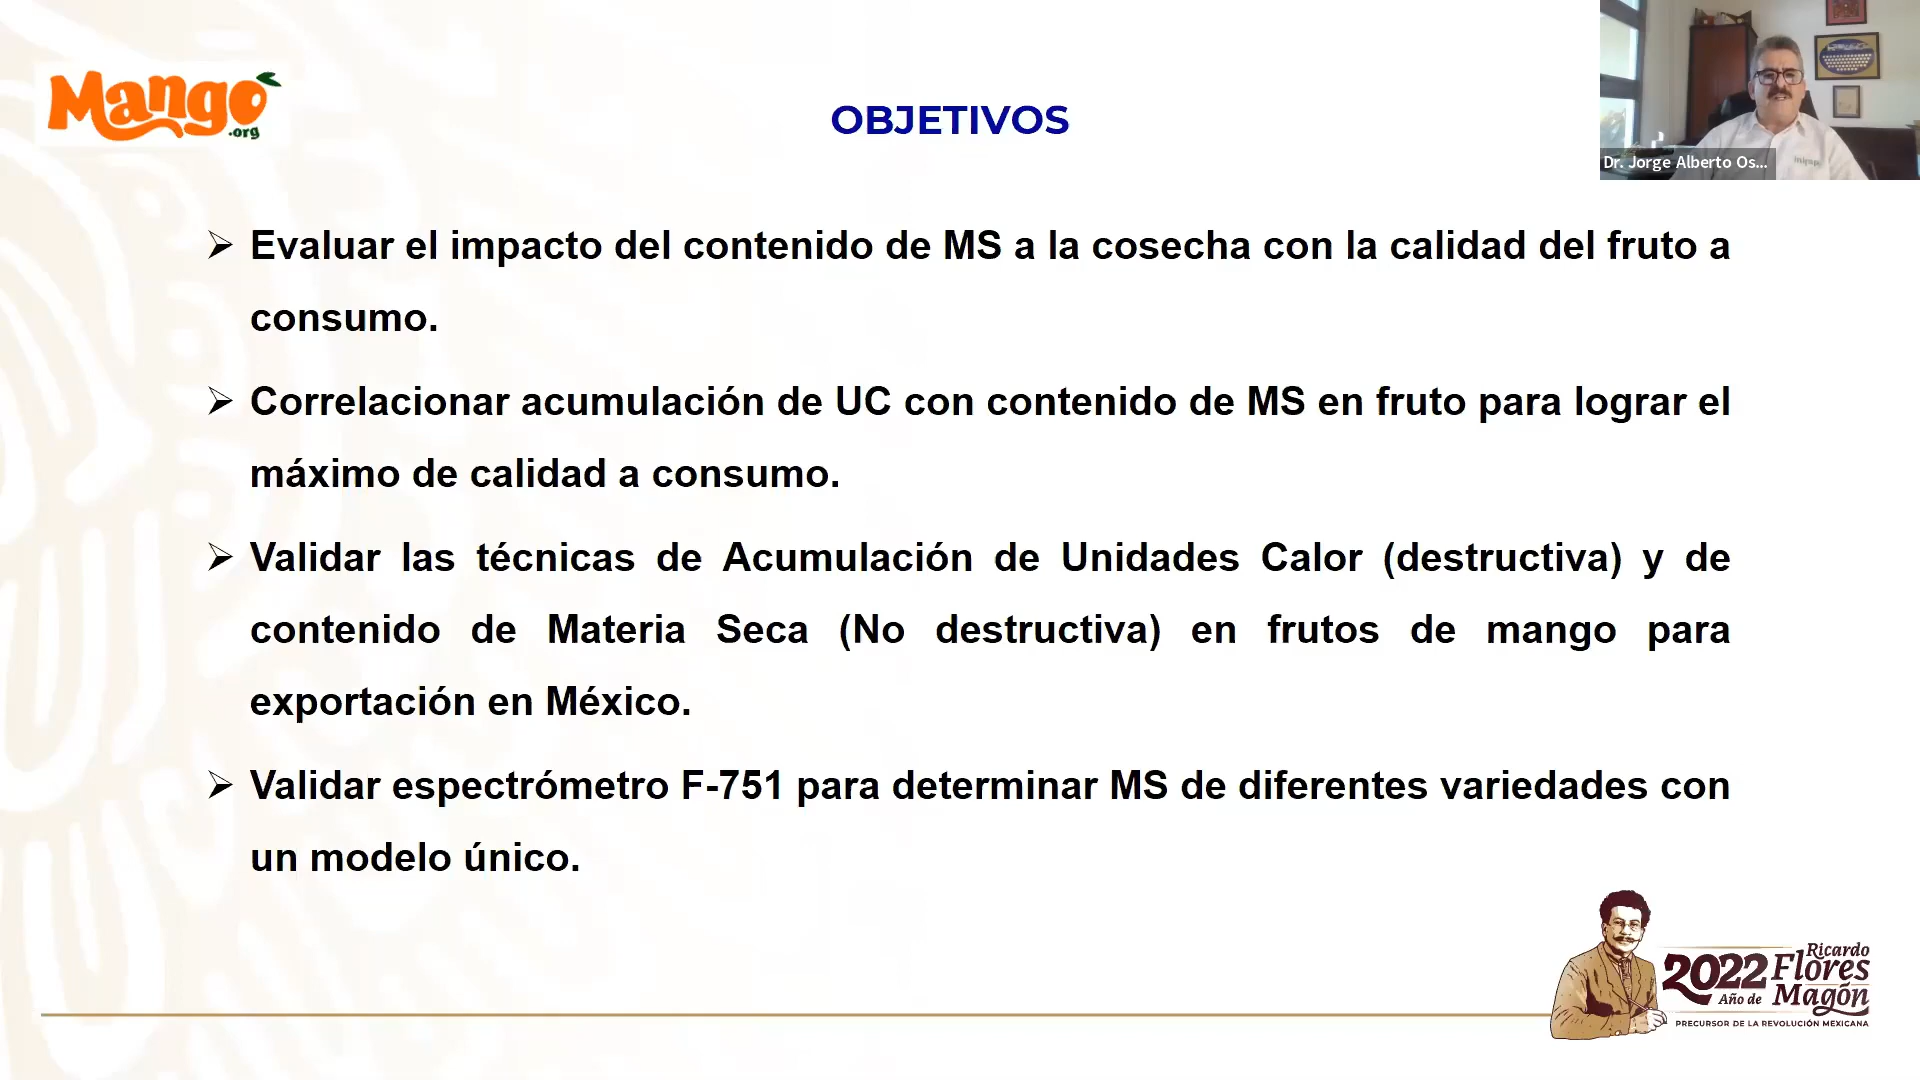 Mango
.org
OBJETIVOS
Dr. Jorge Alberto Os...
inifap
➢ Evaluar el impacto del contenido de MS a la cosecha con la calidad del fruto a
consumo.
➢ Correlacionar acumulación de UC con contenido de MS en fruto para lograr el
máximo de calidad a consumo.
➢ Validar las técnicas de Acumulación de Unidades Calor (destructiva) y de
contenido de Materia Seca (No destructiva) en frutos de mango para
exportación en México.
➢ Validar espectrómetro F-751 para determinar MS de diferentes variedades con
un modelo único.
2022 Ricardo
Flores
Año de Magón
PRECURSOR DE LA REVOLUCIÓN MEXICANA